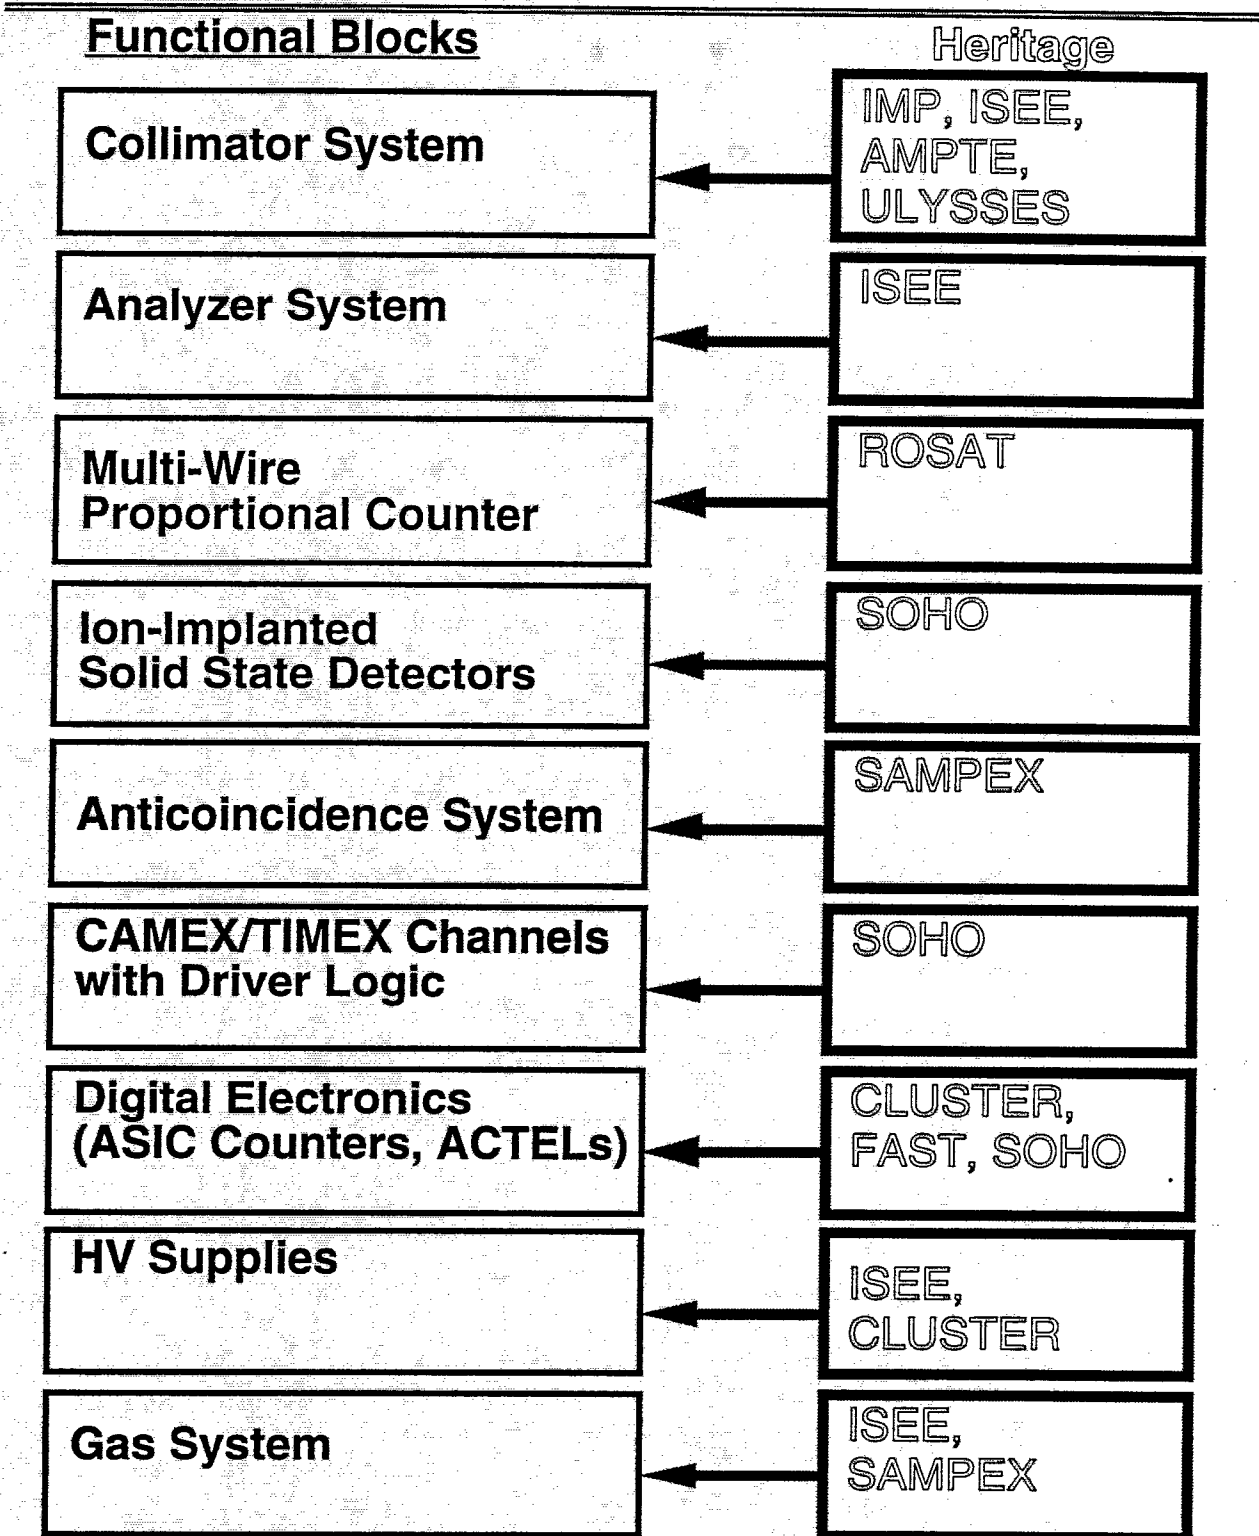 Functional Blocks
Heritage
Collimator System
IMP, ISEE,
AMPTE,
ULYSSES
Analyzer System
ISEE
Multi-Wire
Proportional Counter
ROSAT
Ion-Implanted
Solid State Detectors
SOHO
Anticoincidence System
SAMPEX
CAMEX/TIMEX Channels
with Driver Logic
SOHO
Digital Electronics
(ASIC Counters, ACTELs)
CLUSTER,
FAST, SOHO
HV Supplies
ISEE,
CLUSTER
Gas System
ISEE,
SAMPEX